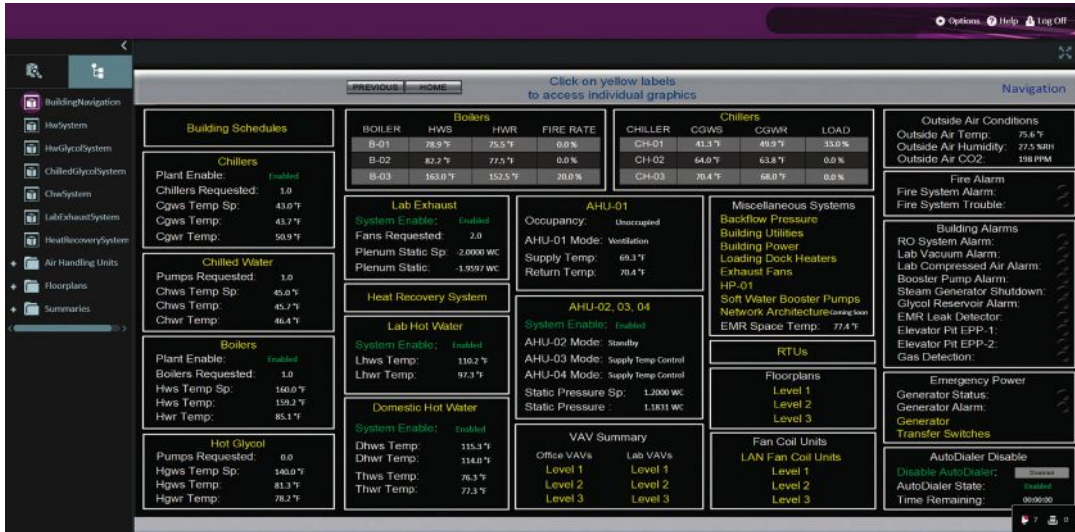 Options Help Log Off
BuildingNavigation
HwSystem
HwGlycolSystem
ChilledGlycolSystem
ChwSystem
LabExhaustSystem
HeatRecoverySystem
Air Handling Units
Floorplans
Summaries
PREVIOUS HOME
Click on yellow labels
to access individual graphics
Navigation
Building Schedules
Chillers
Plant Enable: Enabled
Chillers Requested: 1.0
Cgws Temp Sp: 43.0 °F
Cgws Temp: 43.7 °F
Cgwr Temp: 50.9 °F
Chilled Water
Pumps Requested: 1.0
Chws Temp Sp: 45.0 °F
Chws Temp: 45.7 °F
Chwr Temp: 46.4 °F
Boilers
Plant Enable: Enabled
Boilers Requested: 1.0
Hws Temp Sp: 160.0 °F
Hws Temp: 159.2 °F
Hwr Temp: 85.1 °F
Hot Glycol
Pumps Requested: 0.0
Hgws Temp Sp: 140.0 °F
Hgws Temp: 81.3 °F
Hgwr Temp: 78.2 °F
Boilers
BOILER HWS HWR FIRE RATE
B-01 78.9 °F 75.5 °F 0.0 %
B-02 82.2 °F 77.5 °F 0.0 %
B-03 163.0 °F 152.5 °F 20.0 %
Chillers
CHILLER CGWS CGWR LOAD
CH-01 41.3 °F 49.9 °F 35.0 %
CH-02 64.0 °F 63.8 °F 0.0 %
CH-03 70.4 °F 68.0 °F 0.0 %
Lab Exhaust
System Enable: Enabled
Fans Requested: 2.0
Plenum Static Sp: -2.0000 WC
Plenum Static: -1.9597 WC
Heat Recovery System
Lab Hot Water
System Enable: Enabled
Lhws Temp: 110.2 °F
Lhwr Temp: 97.3 °F
Domestic Hot Water
System Enable: Enabled
Dhws Temp: 115.3 °F
Dhwr Temp: 114.0 °F
Thws Temp: 76.3 °F
Thwr Temp: 77.3 °F
AHU-01
Occupancy: Unoccupied
AHU-01 Mode: Ventilation
Supply Temp: 69.3 °F
Return Temp: 70.4 °F
AHU-02, 03, 04
System Enable: Enabled
AHU-02 Mode: Standby
AHU-03 Mode: Supply Temp Control
AHU-04 Mode: Supply Temp Control
Static Pressure Sp: 1.2000 WC
Static Pressure : 1.1831 WC
VAV Summary
Office VAVs Lab VAVs
Level 1 Level 1
Level 2 Level 2
Level 3 Level 3
Miscellaneous Systems
Backflow Pressure
Building Utilities
Building Power
Loading Dock Heaters
Exhaust Fans
HP-01
Soft Water Booster Pumps
Network Architecture Coming Soon
EMR Space Temp: 77.4 °F
RTUs
Floorplans
Level 1
Level 2
Level 3
Fan Coil Units
LAN Fan Coil Units
Level 1
Level 2
Level 3
Outside Air Conditions
Outside Air Temp: 75.6 °F
Outside Air Humidity: 27.5 %RH
Outside Air CO2: 198 PPM
Fire Alarm
Fire System Alarm:
Fire System Trouble:
Building Alarms
RO System Alarm:
Lab Vacuum Alarm:
Lab Compressed Air Alarm:
Booster Pump Alarm:
Steam Generator Shutdown:
Glycol Reservoir Alarm:
EMR Leak Detector:
Elevator Pit EPP-1:
Elevator Pit EPP-2:
Gas Detection:
Emergency Power
Generator Status:
Generator Alarm:
Generator
Transfer Switches
AutoDialer Disable
Disable AutoDialer:
AutoDialer State: Enabled
Time Remaining: 00:00:00
7 0